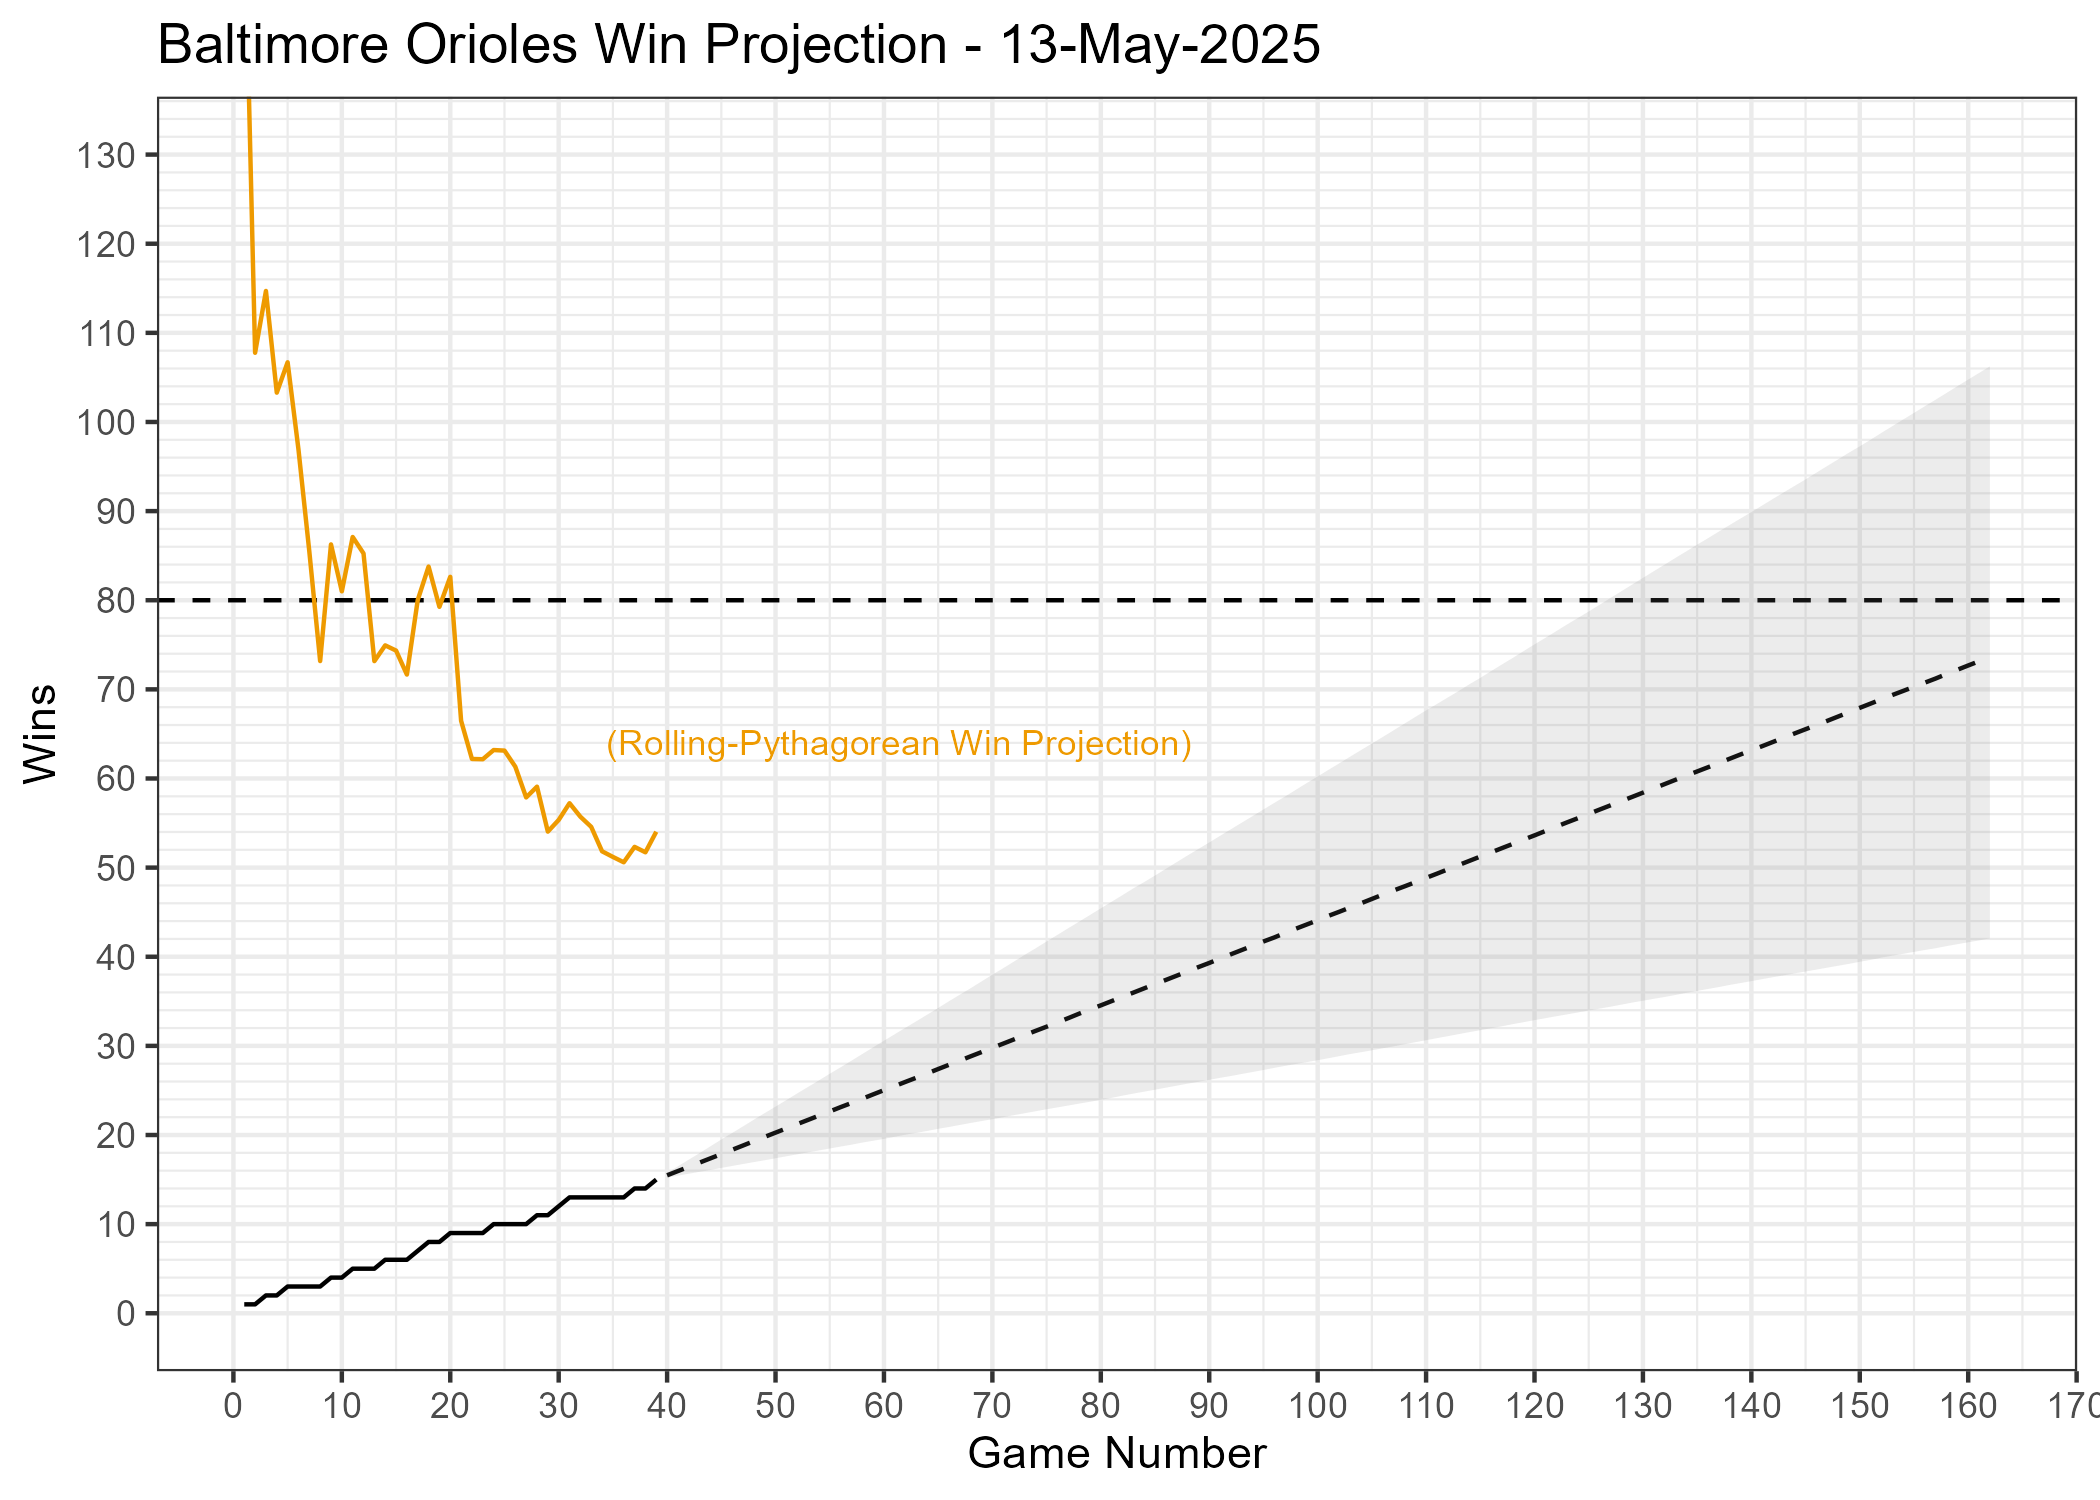 Baltimore Orioles Win Projection - 13-May-2025
130
120
110
100
90
80
70
60
50
40
30
20
10
0
Wins
(Rolling-Pythagorean Win Projection)
0 10 20 30 40 50 60 70 80 90 100 110 120 130 140 150 160 170
Game Number